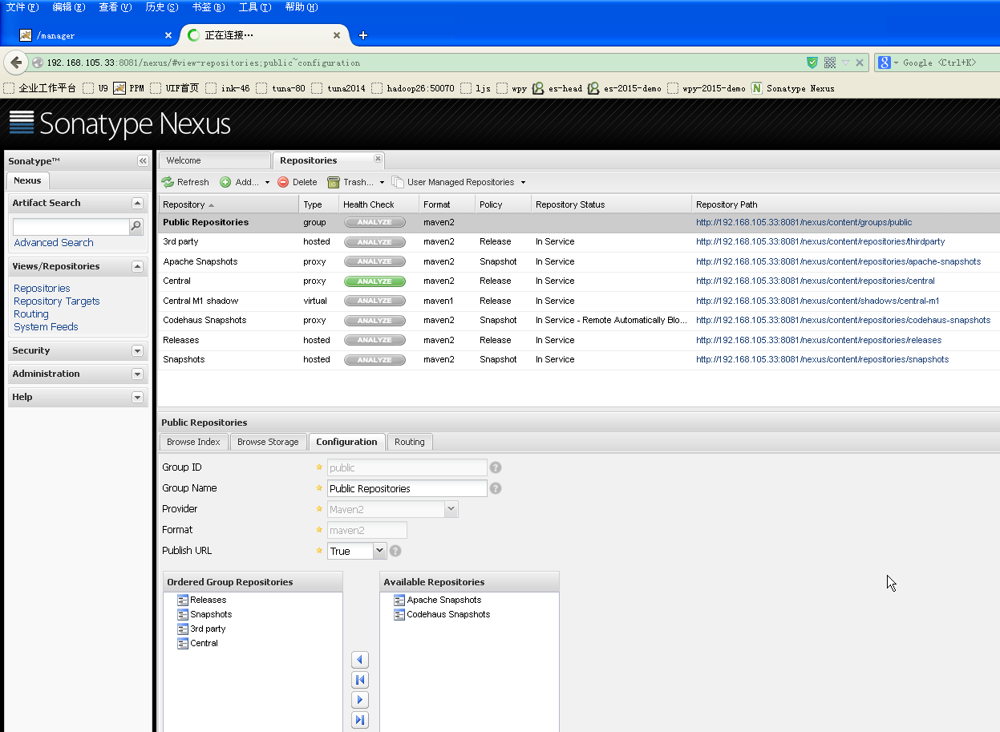 文件(F) 编辑(E) 查看(V) 历史(S) 书签(B) 工具(T) 帮助(H)
/manager 正在连接…
192.168.105.33:8081/nexus/#view-repositories;public~configuration Google <Ctrl+K>
企业工作平台 U9 PPM UIF首页 ink-46 tuna-80 tuna2014 hadoop26:50070 ljs wpy es-head es-2015-demo wpy-2015-demo Sonatype Nexus
Sonatype Nexus
Sonatype™
Nexus
Artifact Search
Advanced Search
Views/Repositories
Repositories
Repository Targets
Routing
System Feeds
Security
Administration
Help
Welcome Repositories
Refresh Add... Delete Trash... User Managed Repositories
Repository Type Health Check Format Policy Repository Status Repository Path
Public Repositories group ANALYZE maven2 http://192.168.105.33:8081/nexus/content/groups/public
3rd party hosted ANALYZE maven2 Release In Service http://192.168.105.33:8081/nexus/content/repositories/thirdparty
Apache Snapshots proxy ANALYZE maven2 Snapshot In Service http://192.168.105.33:8081/nexus/content/repositories/apache-snapshots
Central proxy ANALYZE maven2 Release In Service http://192.168.105.33:8081/nexus/content/repositories/central
Central M1 shadow virtual ANALYZE maven1 Release In Service http://192.168.105.33:8081/nexus/content/shadows/central-m1
Codehaus Snapshots proxy ANALYZE maven2 Snapshot In Service - Remote Automatically Blo... http://192.168.105.33:8081/nexus/content/repositories/codehaus-snapshots
Releases hosted ANALYZE maven2 Release In Service http://192.168.105.33:8081/nexus/content/repositories/releases
Snapshots hosted ANALYZE maven2 Snapshot In Service http://192.168.105.33:8081/nexus/content/repositories/snapshots
Public Repositories
Browse Index Browse Storage Configuration Routing
Group ID public
Group Name Public Repositories
Provider Maven2
Format maven2
Publish URL True
Ordered Group Repositories Available Repositories
Releases Apache Snapshots
Snapshots Codehaus Snapshots
3rd party
Central